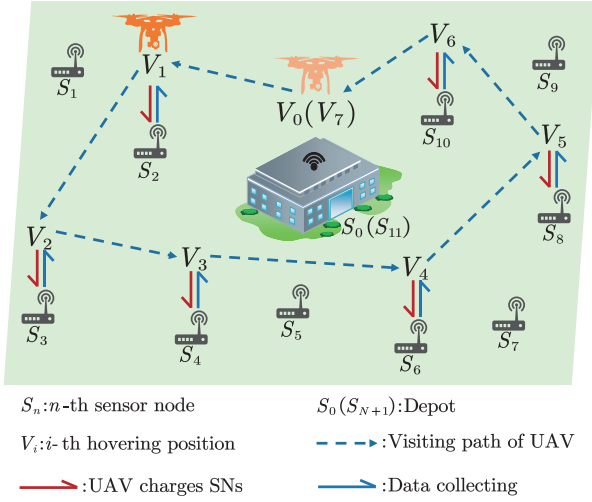 V₆
S₉
V₁
S₁
V₀(V₇)
S₁₀
V₅
S₂
S₀(S₁₁)
S₈
V₂
V₃
V₄
S₃
S₄
S₅
S₆
S₇
Sₙ:n-th sensor node
S₀(S_{N+1}):Depot
Vᵢ:i-th hovering position
:Visiting path of UAV
:UAV charges SNs
:Data collecting